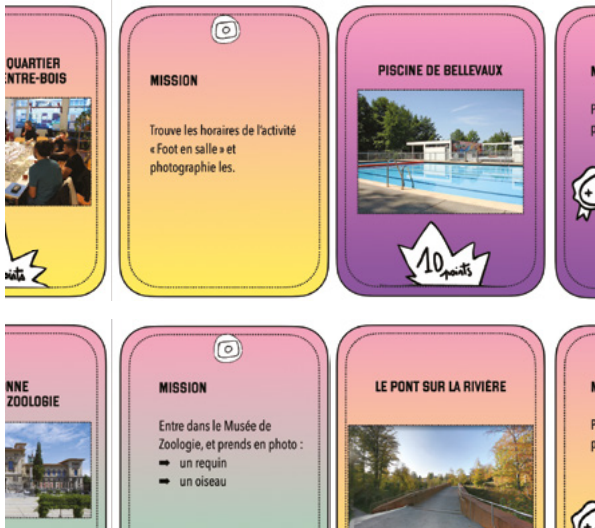 QUARTIER
ENTRE-BOIS
oints
MISSION
Trouve les horaires de l'activité
« Foot en salle » et
photographie les.
PISCINE DE BELLEVAUX
10
points
NNE
ZOOLOGIE
MISSION
Entre dans le Musée de
Zoologie, et prends en photo :
➡ un requin
➡ un oiseau
LE PONT SUR LA RIVIÈRE